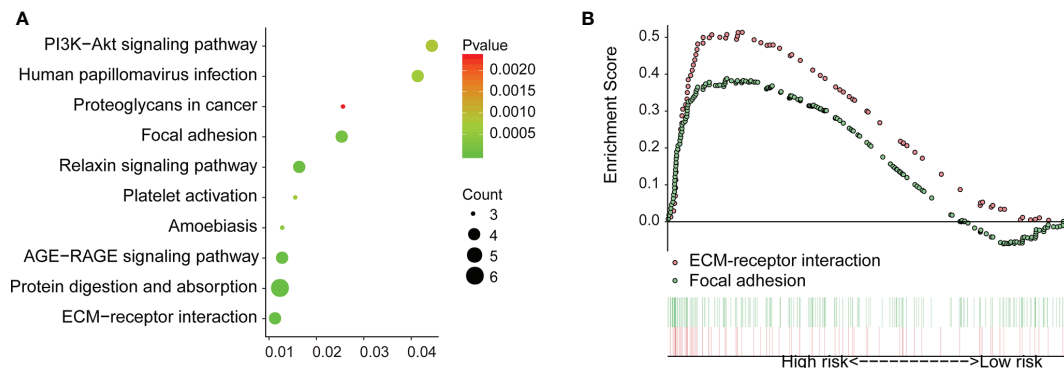 A
PI3K−Akt signaling pathway
Human papillomavirus infection
Proteoglycans in cancer
Focal adhesion
Relaxin signaling pathway
Platelet activation
Amoebiasis
AGE−RAGE signaling pathway
Protein digestion and absorption
ECM−receptor interaction
0.01 0.02 0.03 0.04
Pvalue
0.0020
0.0015
0.0010
0.0005
Count
3
4
5
6
B
Enrichment Score
0.5
0.4
0.3
0.2
0.1
0.0
ECM-receptor interaction
Focal adhesion
High risk<------------->Low risk